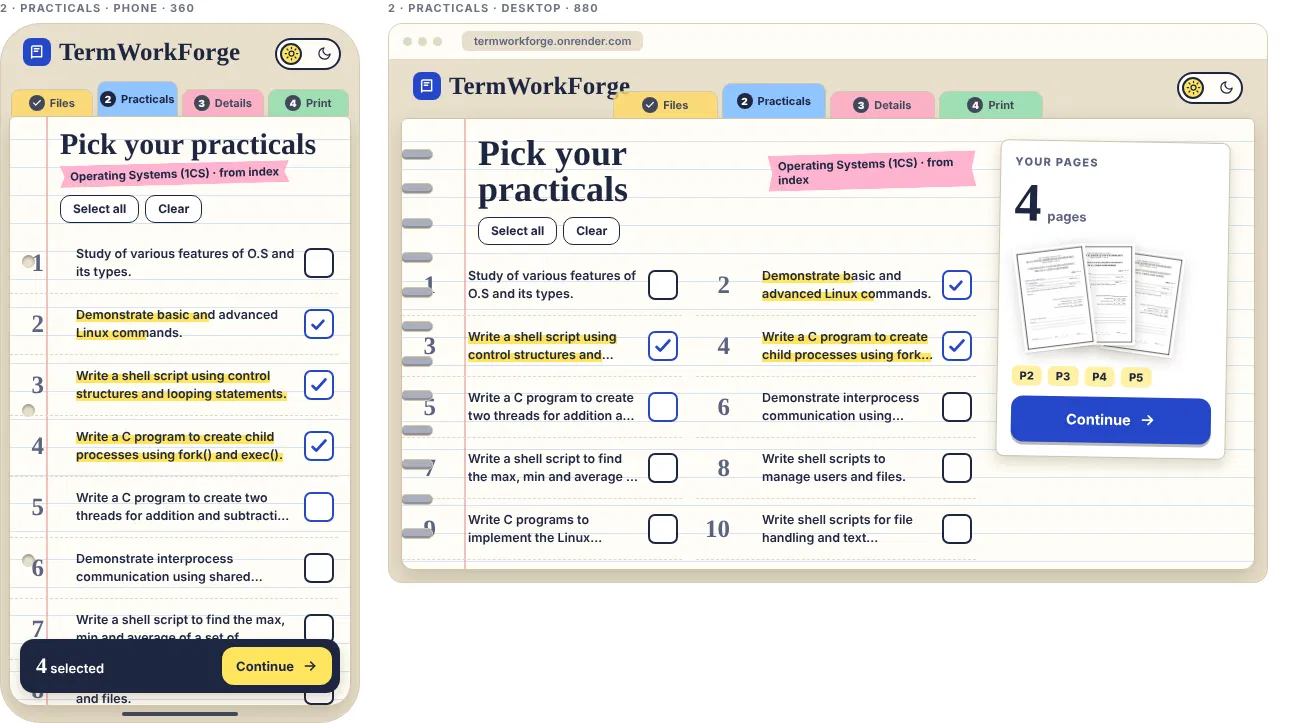 2 · PRACTICALS · PHONE · 360
TermWorkForge
Files
2 Practicals
3 Details
4 Print
Pick your practicals
Operating Systems (1CS) · from index
Select all
Clear
1
Study of various features of O.S and
its types.
2
Demonstrate basic and advanced
Linux commands.
3
Write a shell script using control
structures and looping statements.
4
Write a C program to create child
processes using fork() and exec().
5
Write a C program to create two
threads for addition and subtracti...
6
Demonstrate interprocess
communication using shared...
7
Write a shell script to find the max,
min and average of a set of
4 selected
Continue →
8
and files.
2 · PRACTICALS · DESKTOP · 880
termworkforge.onrender.com
TermWorkForge
Files
2 Practicals
3 Details
4 Print
Pick your
practicals
Operating Systems (1CS) · from
index
Select all
Clear
1
Study of various features of
O.S and its types.
2
Demonstrate basic and
advanced Linux commands.
3
Write a shell script using
control structures and...
4
Write a C program to create
child processes using fork...
5
Write a C program to create
two threads for addition a...
6
Demonstrate interprocess
communication using...
7
Write a shell script to find
the max, min and average ...
8
Write shell scripts to
manage users and files.
9
Write C programs to
implement the Linux...
10
Write shell scripts for file
handling and text...
YOUR PAGES
4 pages
P2
P3
P4
P5
Continue →